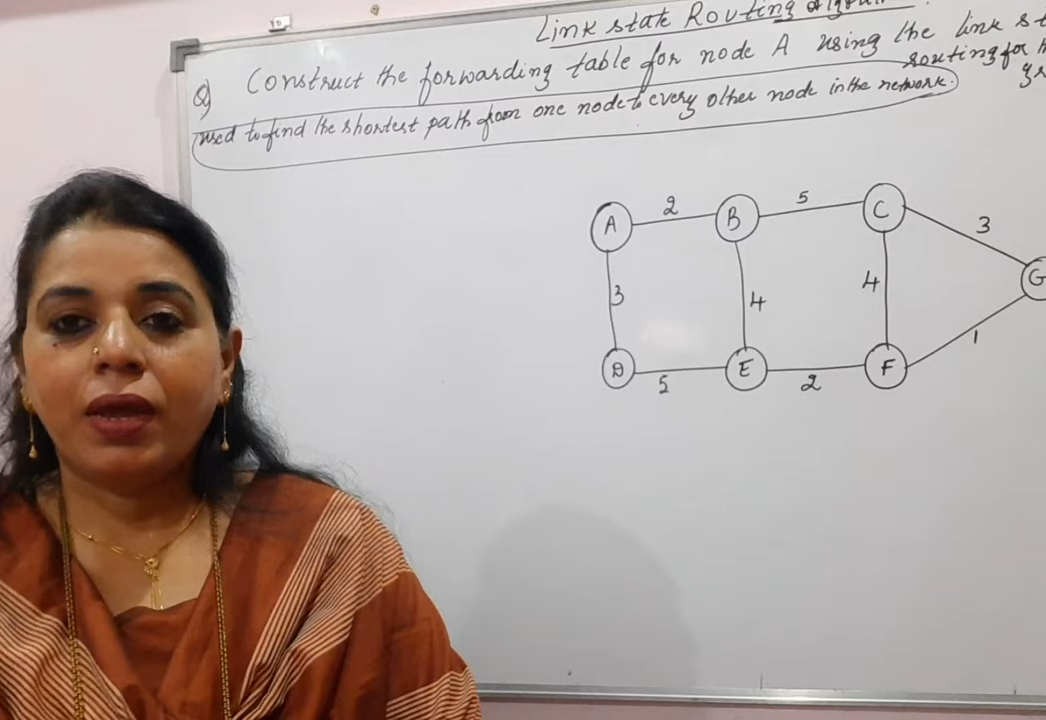 Link state Routing
Q) Construct the forwarding table for node A using the link
routing for
used to find the shortest path from one node to every other node in the network.
A 2 B 5 C
3
3 4 4 G
1
D 5 E 2 F